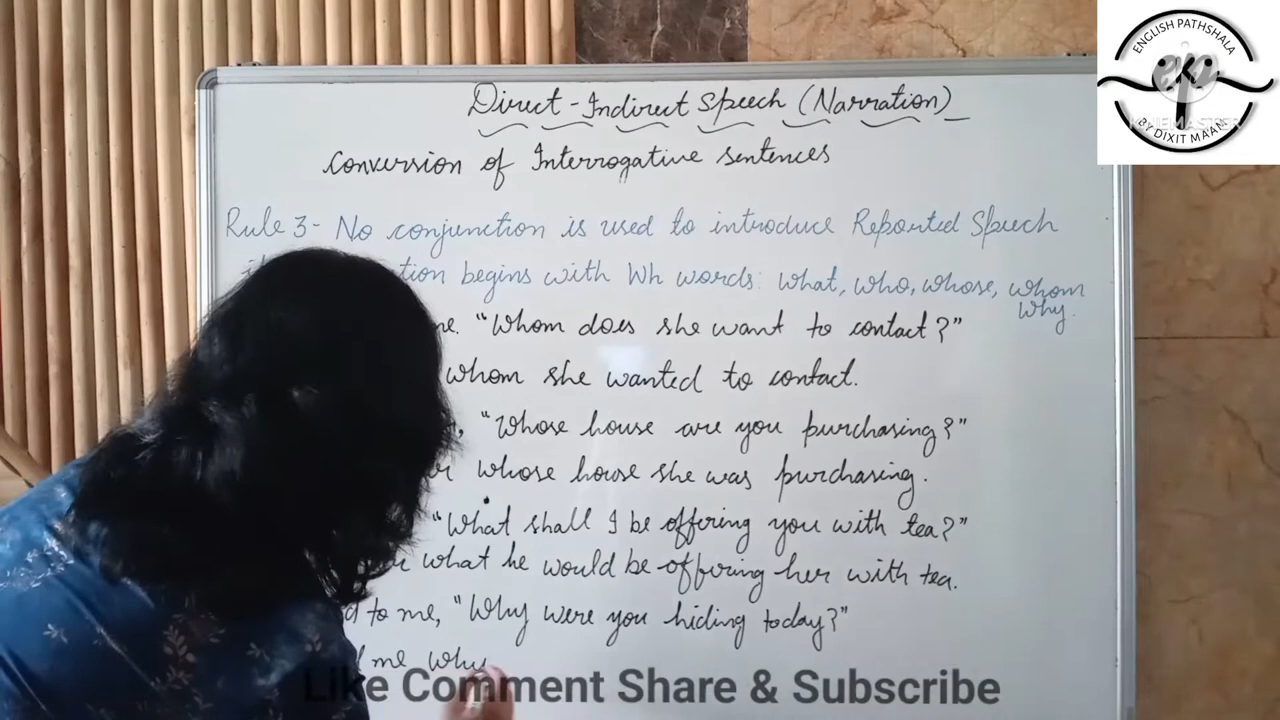 Direct-Indirect Speech (Narration)
Conversion of Interrogative sentences
Rule 3- No conjunction is used to introduce Reported Speech
begins with Wh words: What, Who, Whose, Whom
Why.
"Whom does she want to contact?"
whom she wanted to contact.
"Whose house are you purchasing?"
whose house she was purchasing.
"What shall I be offering you with tea?"
what he would be offering her with tea.
to me, "Why were you hiding today?"
me why
Like Comment Share & Subscribe
ENGLISH PATHSHALA
BY DIXIT MA'AM